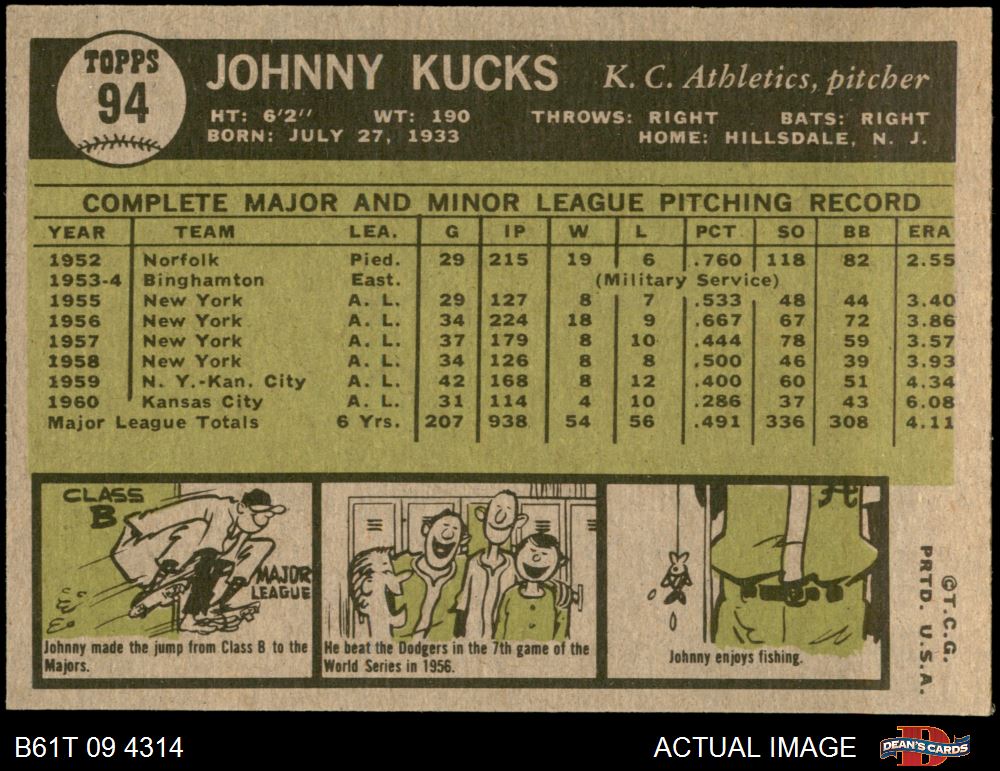 TOPPS
94
JOHNNY KUCKS K. C. Athletics, pitcher
HT: 6'2" WT: 190 THROWS: RIGHT BATS: RIGHT
BORN: JULY 27, 1933 HOME: HILLSDALE, N. J.
COMPLETE MAJOR AND MINOR LEAGUE PITCHING RECORD
YEAR TEAM LEA. G IP W L PCT SO BB ERA
1952 Norfolk Pied. 29 215 19 6 .760 118 82 2.55
1953-4 Binghamton East. (Military Service)
1955 New York A. L. 29 127 8 7 .533 48 44 3.40
1956 New York A. L. 34 224 18 9 .667 67 72 3.86
1957 New York A. L. 37 179 8 10 .444 78 59 3.57
1958 New York A. L. 34 126 8 8 .500 46 39 3.93
1959 N. Y.-Kan. City A. L. 42 168 8 12 .400 60 51 4.34
1960 Kansas City A. L. 31 114 4 10 .286 37 43 6.08
Major League Totals 6 Yrs. 207 938 54 56 .491 336 308 4.11
CLASS
B
MAJOR
LEAGUE
Johnny made the jump from Class B to the
Majors.
He beat the Dodgers in the 7th game of the
World Series in 1956.
A
Johnny enjoys fishing.
©T.C.G.
PRTD. U.S.A.
B61T 09 4314 ACTUAL IMAGE
DEAN'S CARDS